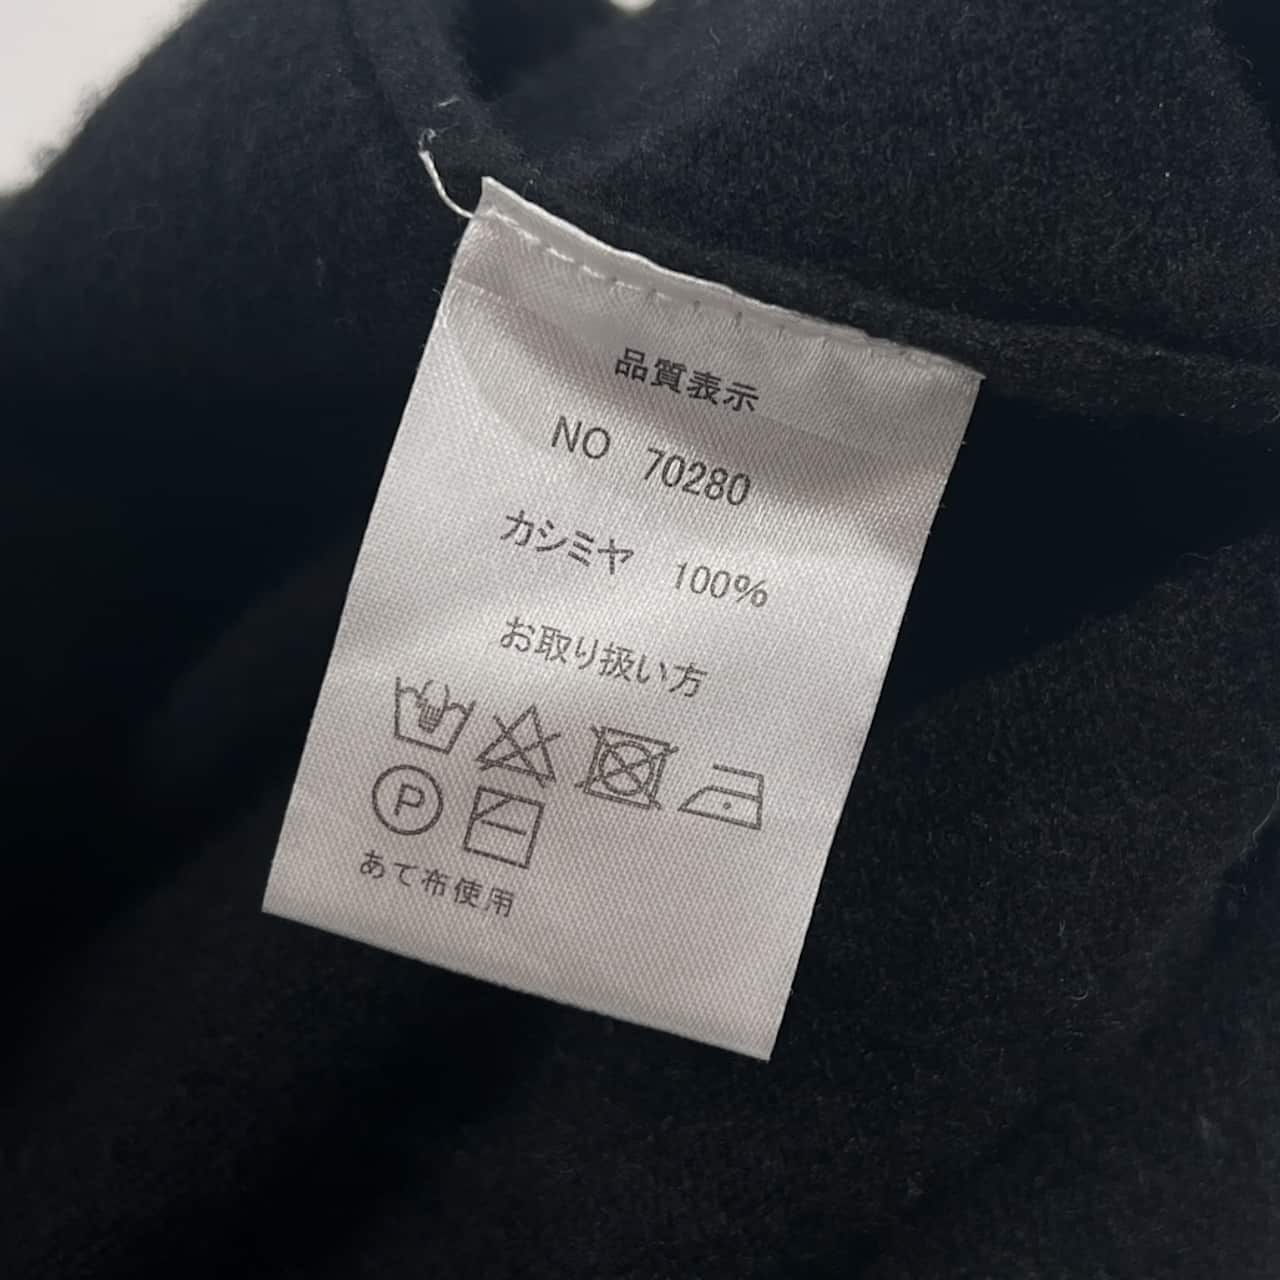 品質表示
NO 70280
カシミヤ 100%
お取り扱い方
P
あて布使用